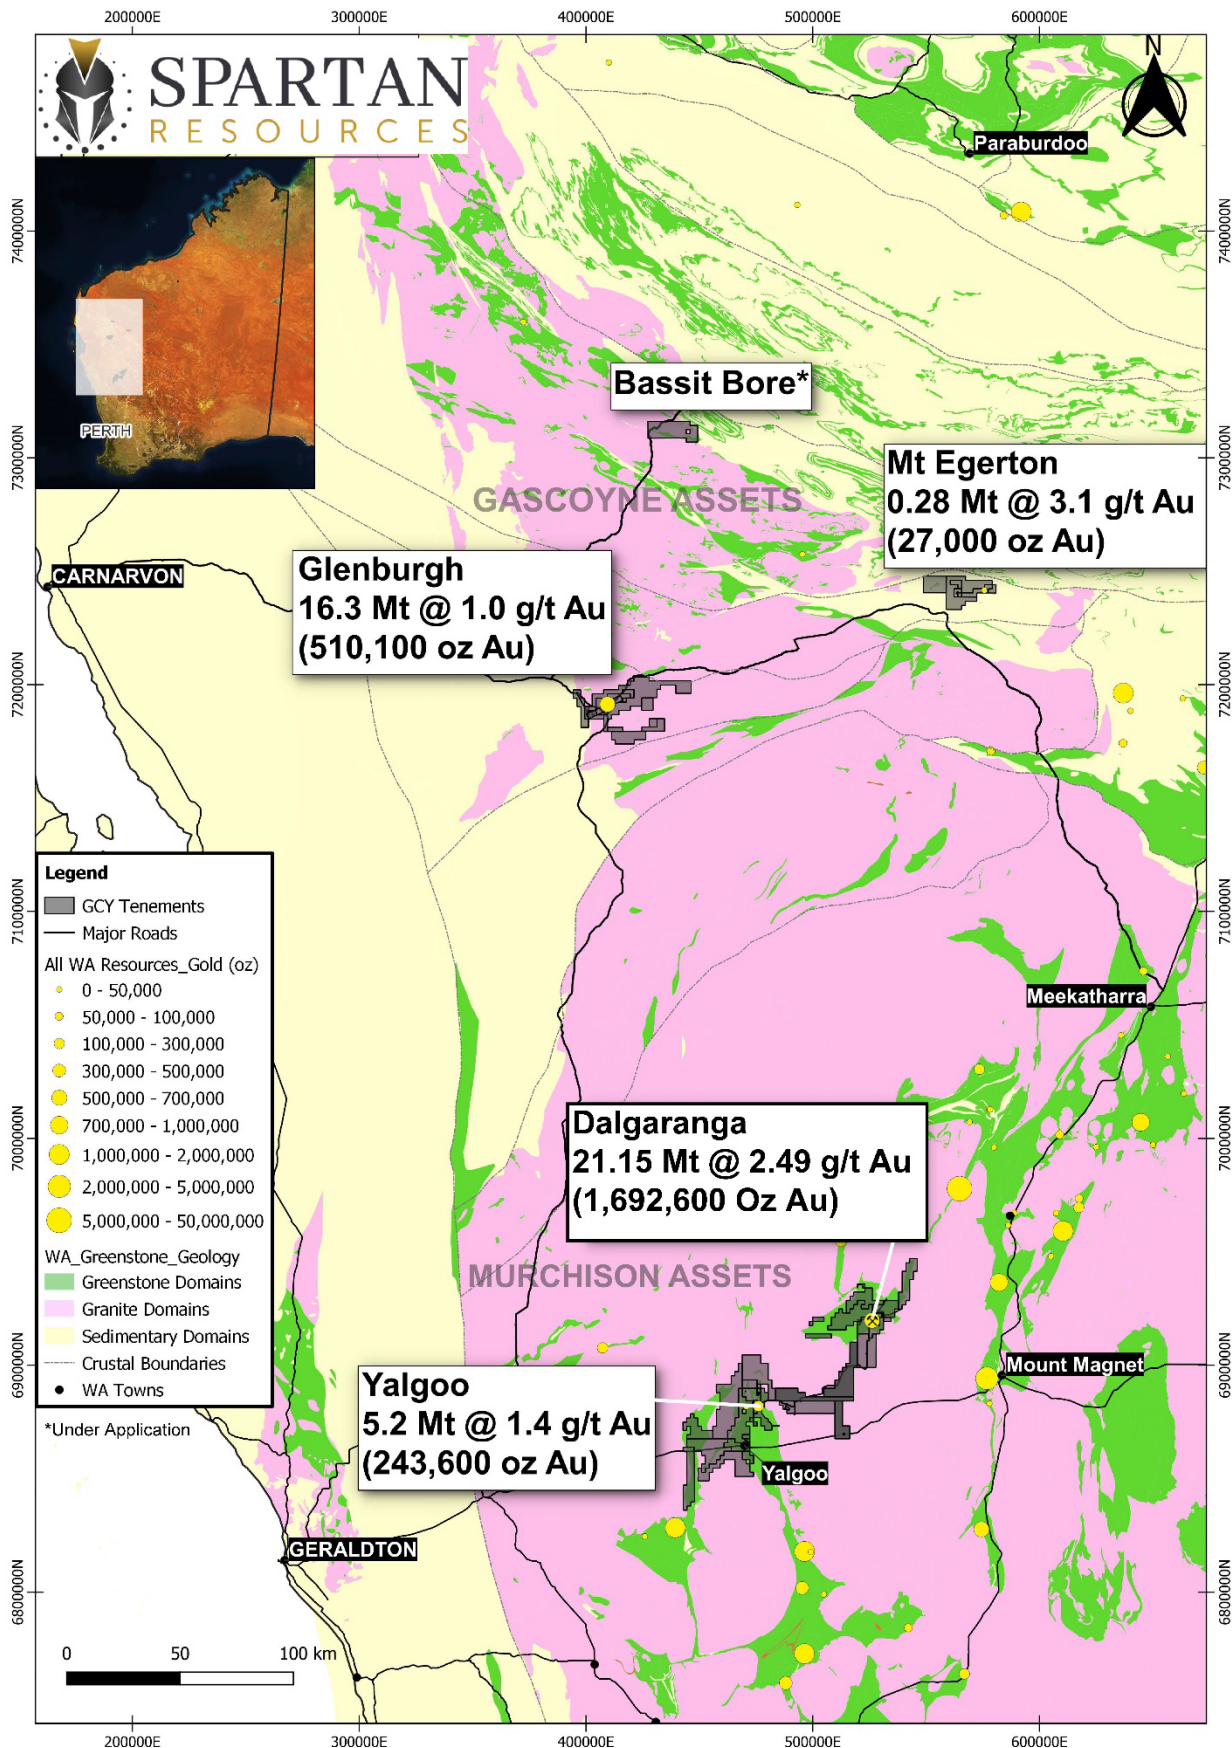 200000E 300000E 400000E 500000E 600000E
N
SPARTAN
RESOURCES
Paraburdoo
7400000N 7400000N
PERTH
Bassit Bore*
7300000N 7300000N
Mt Egerton
0.28 Mt @ 3.1 g/t Au
(27,000 oz Au)
GASCOYNE ASSETS
CARNARVON
Glenburgh
16.3 Mt @ 1.0 g/t Au
(510,100 oz Au)
7200000N 7200000N
Legend
GCY Tenements
Major Roads
All WA Resources_Gold (oz)
0 - 50,000
50,000 - 100,000
100,000 - 300,000
300,000 - 500,000
500,000 - 700,000
700,000 - 1,000,000
1,000,000 - 2,000,000
2,000,000 - 5,000,000
5,000,000 - 50,000,000
WA_Greenstone_Geology
Greenstone Domains
Granite Domains
Sedimentary Domains
Crustal Boundaries
WA Towns
*Under Application
7100000N 7100000N
Meekatharra
7000000N 7000000N
Dalgaranga
21.15 Mt @ 2.49 g/t Au
(1,692,600 Oz Au)
MURCHISON ASSETS
6900000N 6900000N
Mount Magnet
Yalgoo
5.2 Mt @ 1.4 g/t Au
(243,600 oz Au)
Yalgoo
GERALDTON
6800000N 6800000N
0 50 100 km
200000E 300000E 400000E 500000E 600000E